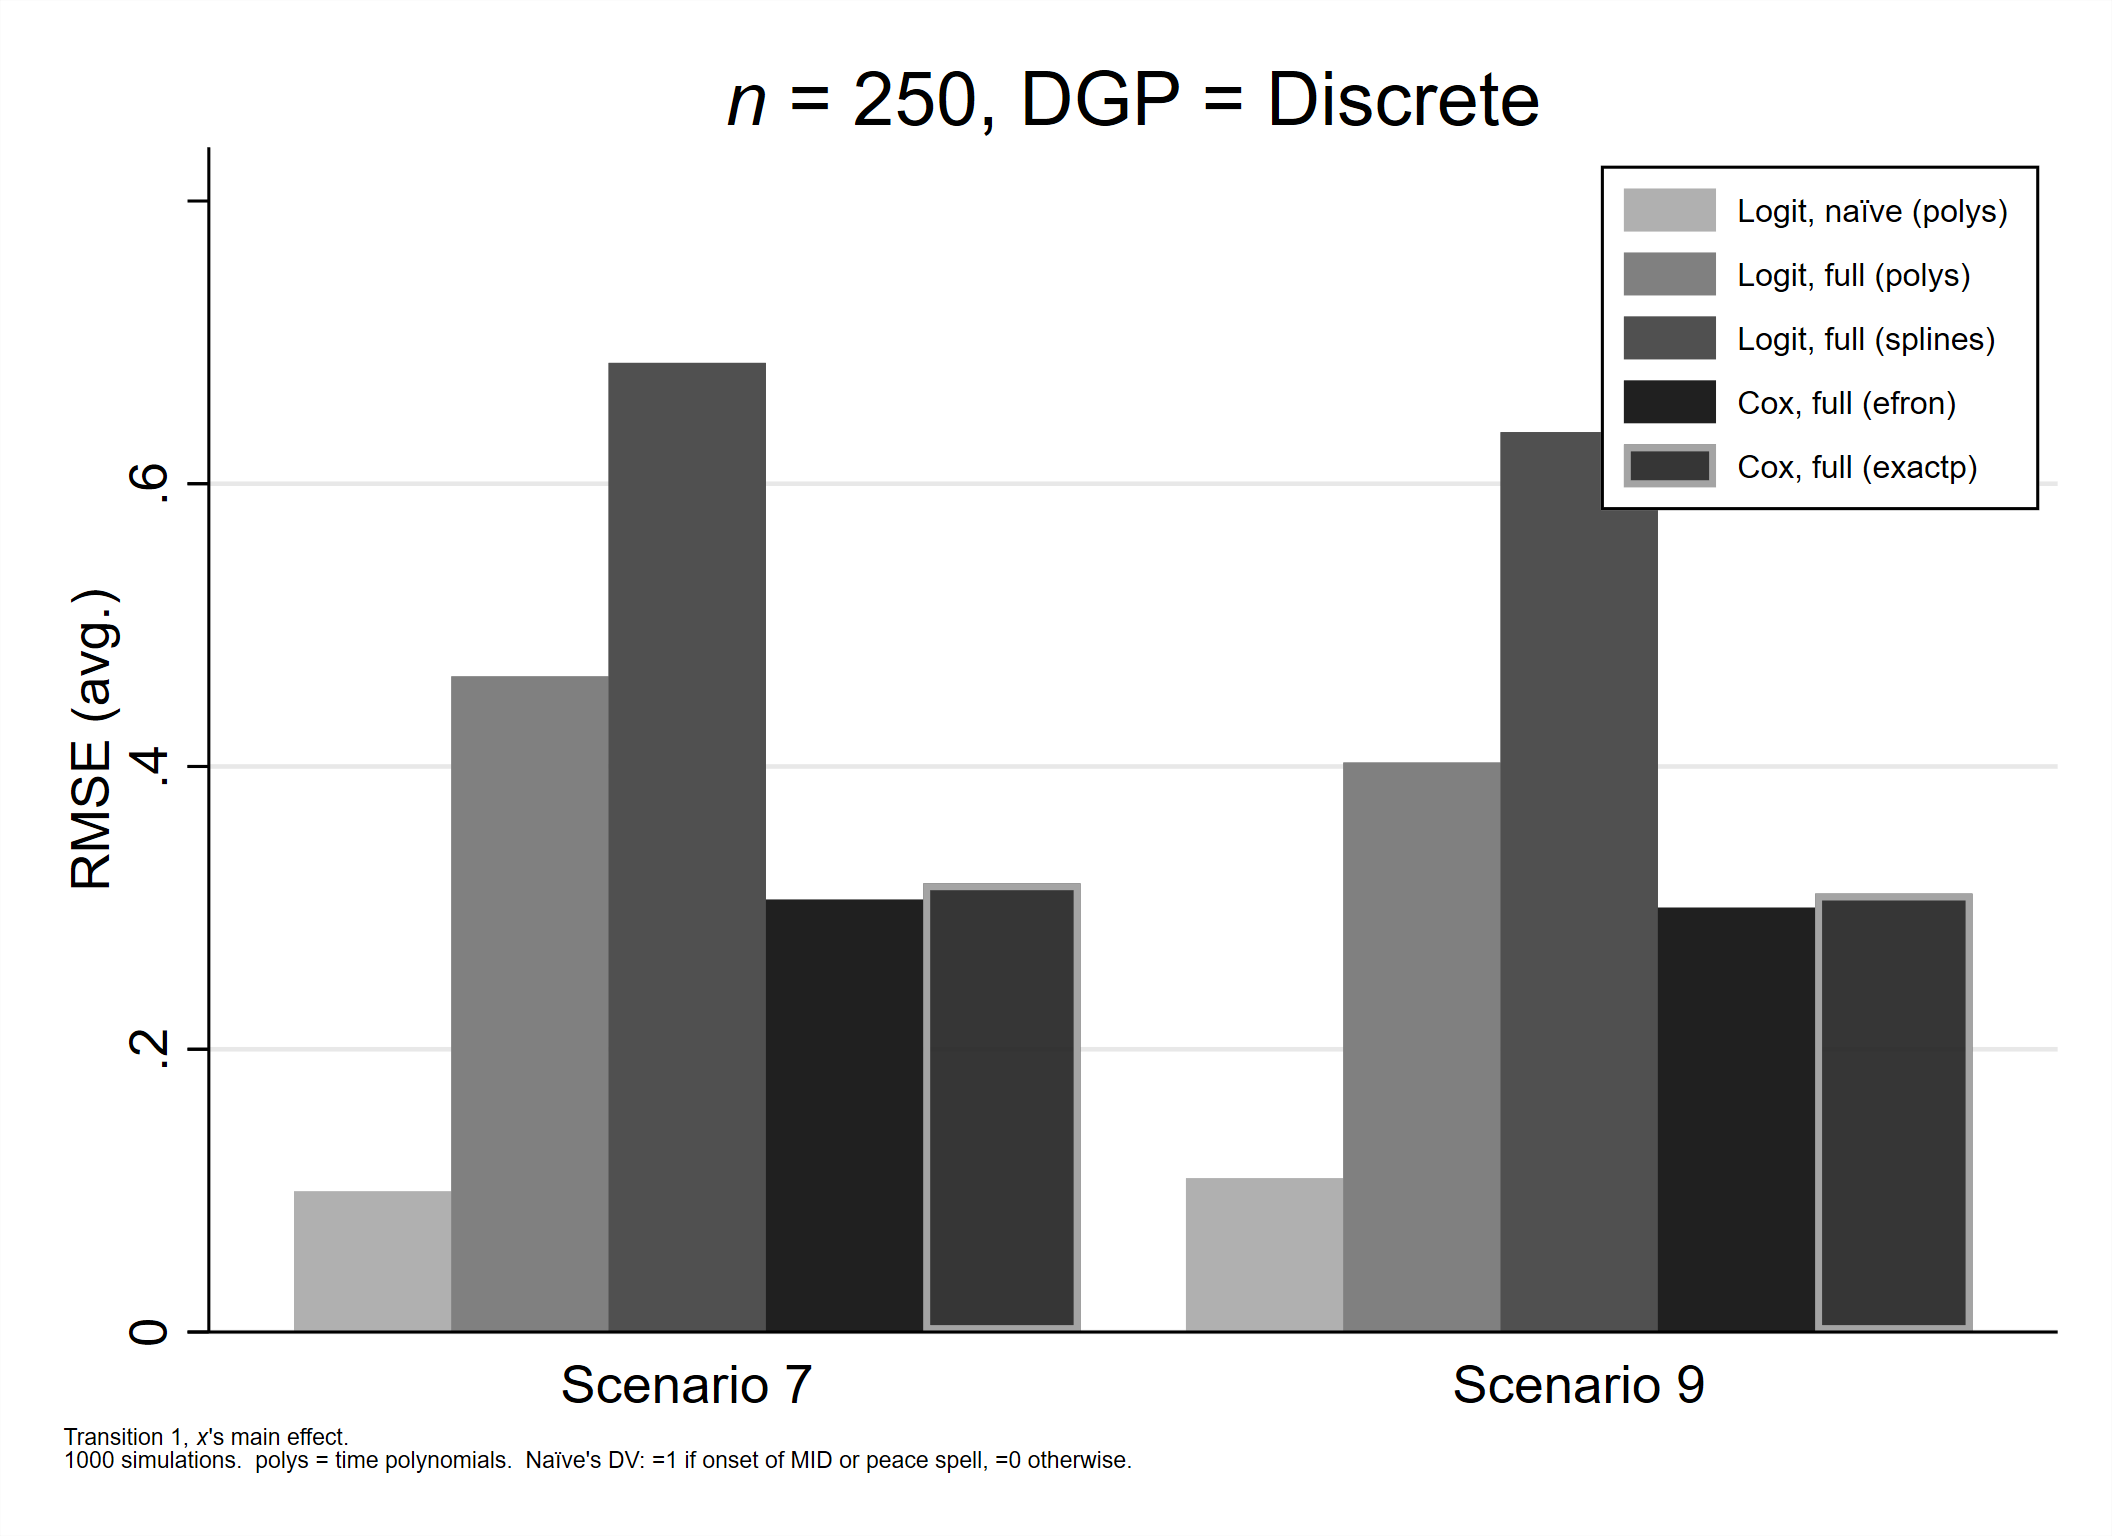 n = 250, DGP = Discrete
Logit, naïve (polys)
Logit, full (polys)
Logit, full (splines)
Cox, full (efron)
Cox, full (exactp)
RMSE (avg.)
.6
.4
.2
0
Scenario 7
Scenario 9
Transition 1, x's main effect.
1000 simulations.  polys = time polynomials.  Naïve's DV: =1 if onset of MID or peace spell, =0 otherwise.